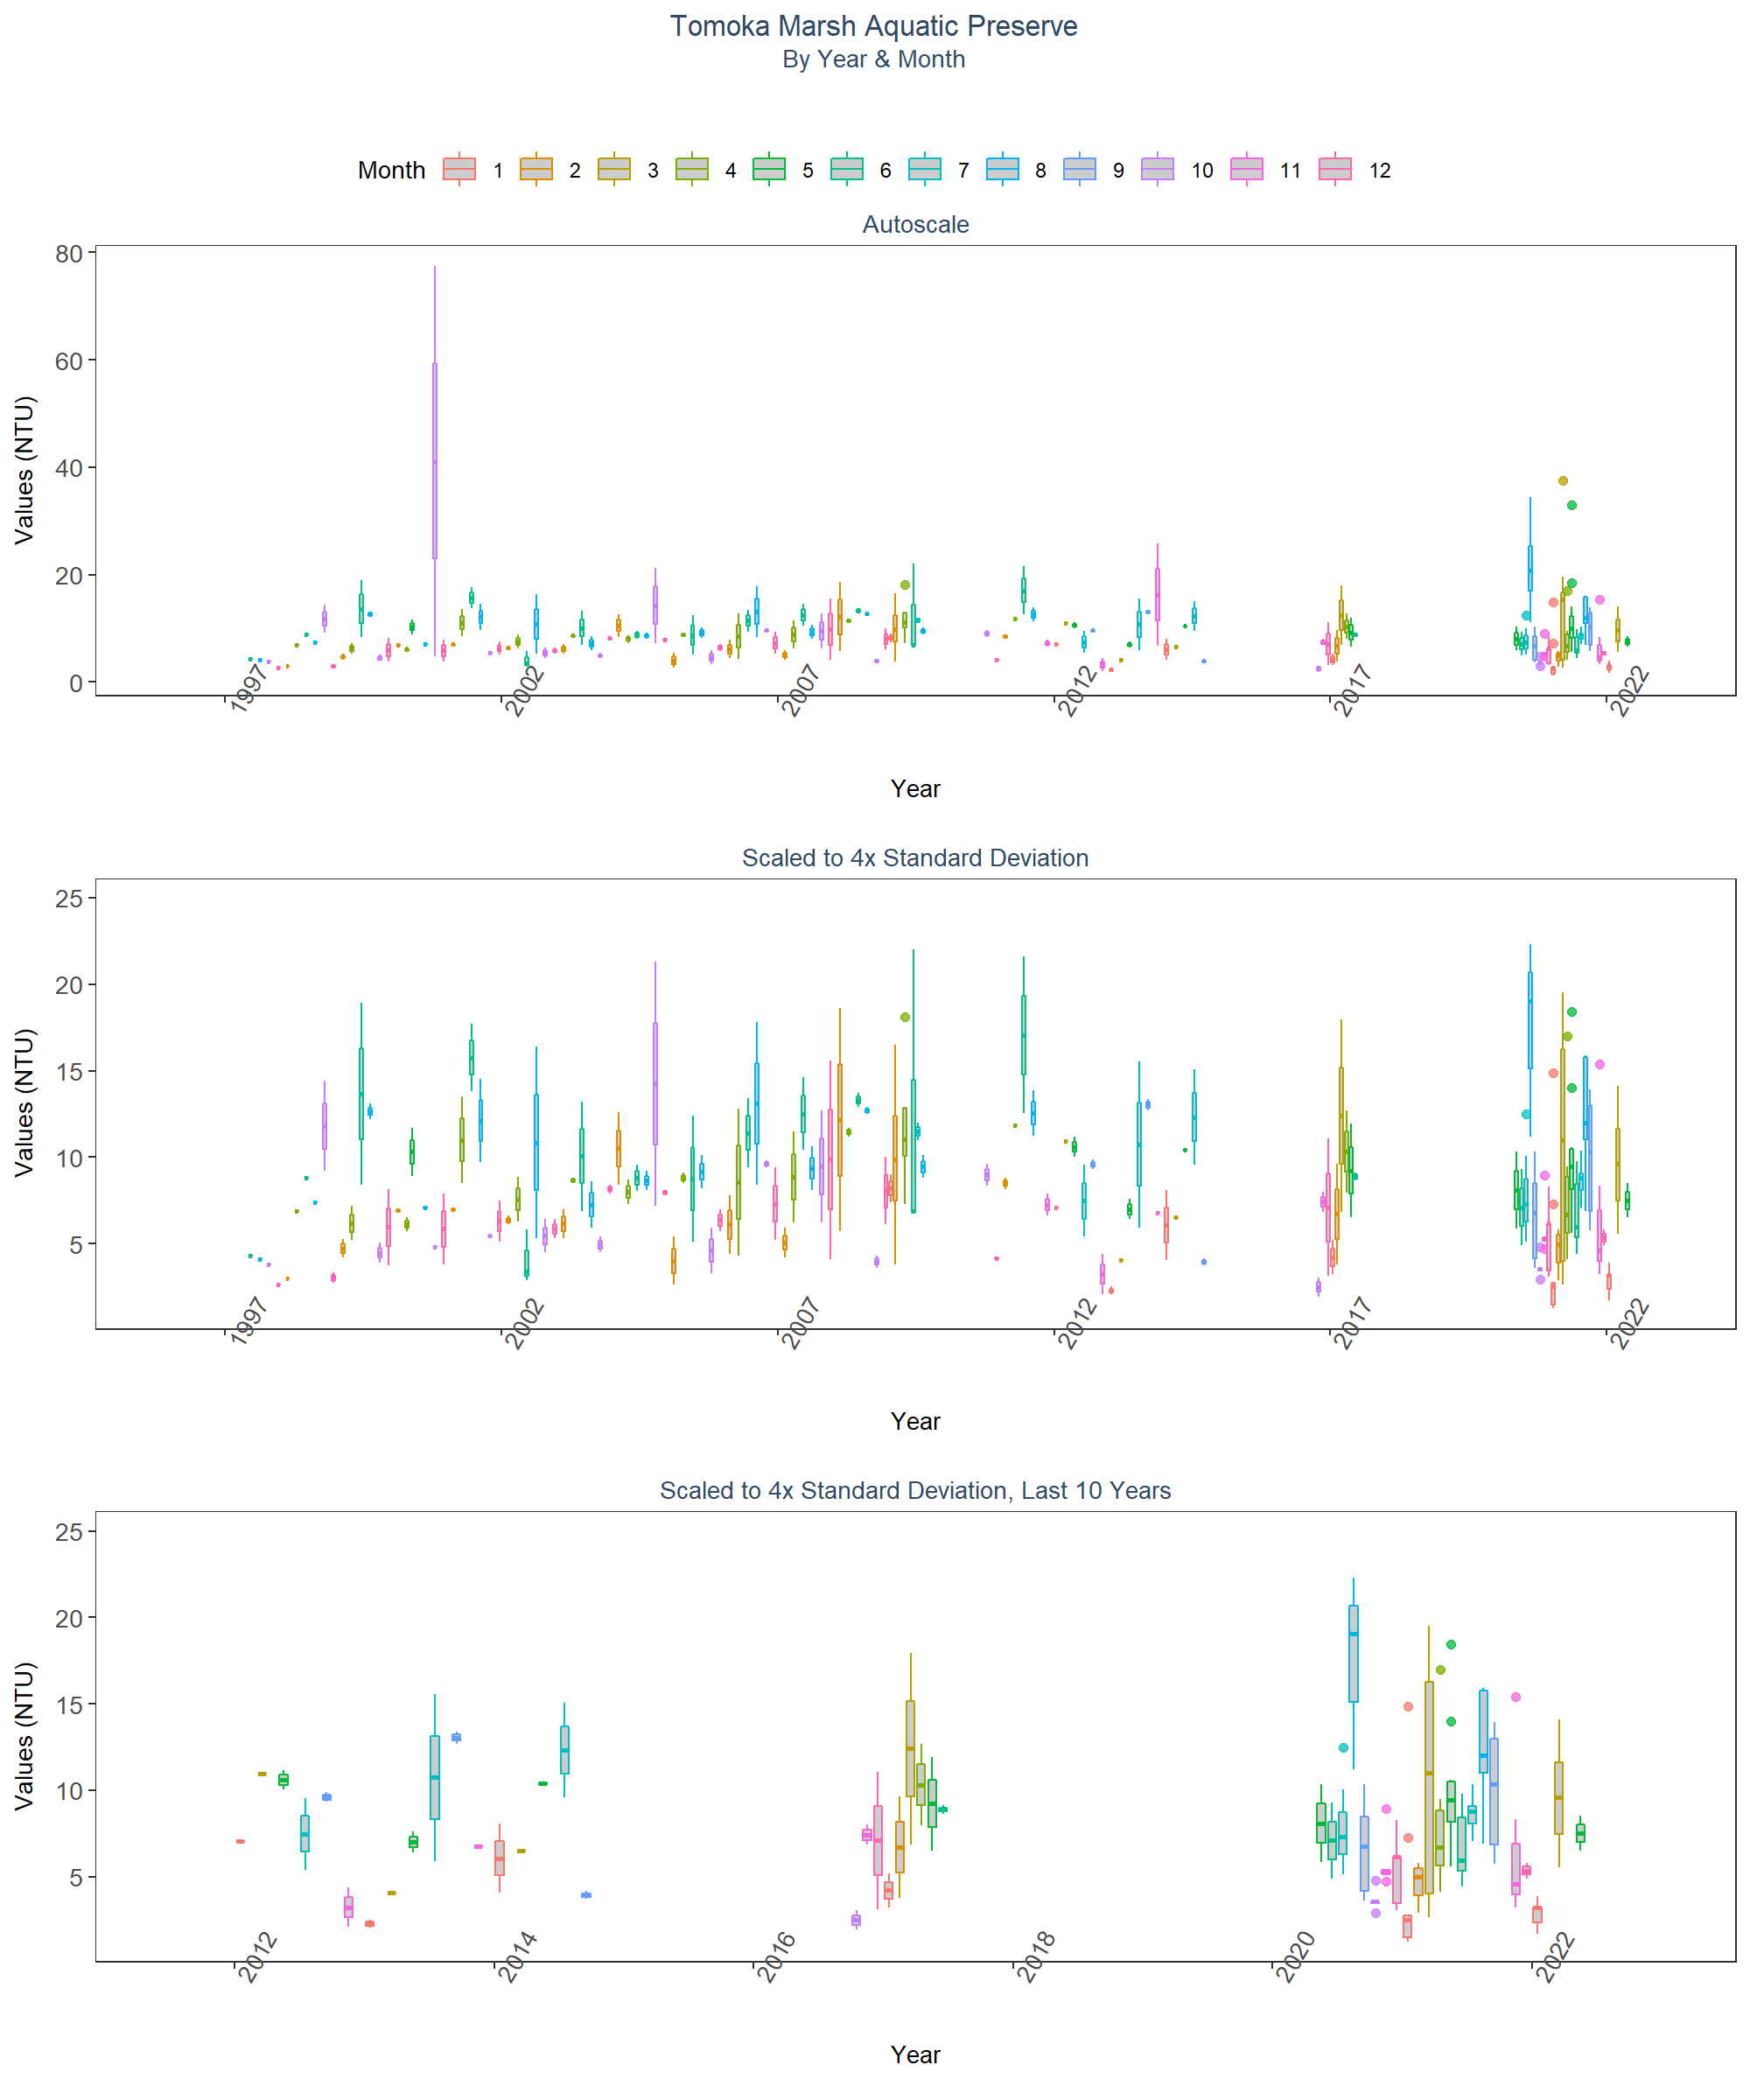 Tomoka Marsh Aquatic Preserve
By Year & Month
Month 1 2 3 4 5 6 7 8 9 10 11 12
Autoscale
Values (NTU)
80
60
40
20
0
1997 2002 2007 2012 2017 2022
Year
Scaled to 4x Standard Deviation
Values (NTU)
25
20
15
10
5
1997 2002 2007 2012 2017 2022
Year
Scaled to 4x Standard Deviation, Last 10 Years
Values (NTU)
25
20
15
10
5
2012 2014 2016 2018 2020 2022
Year